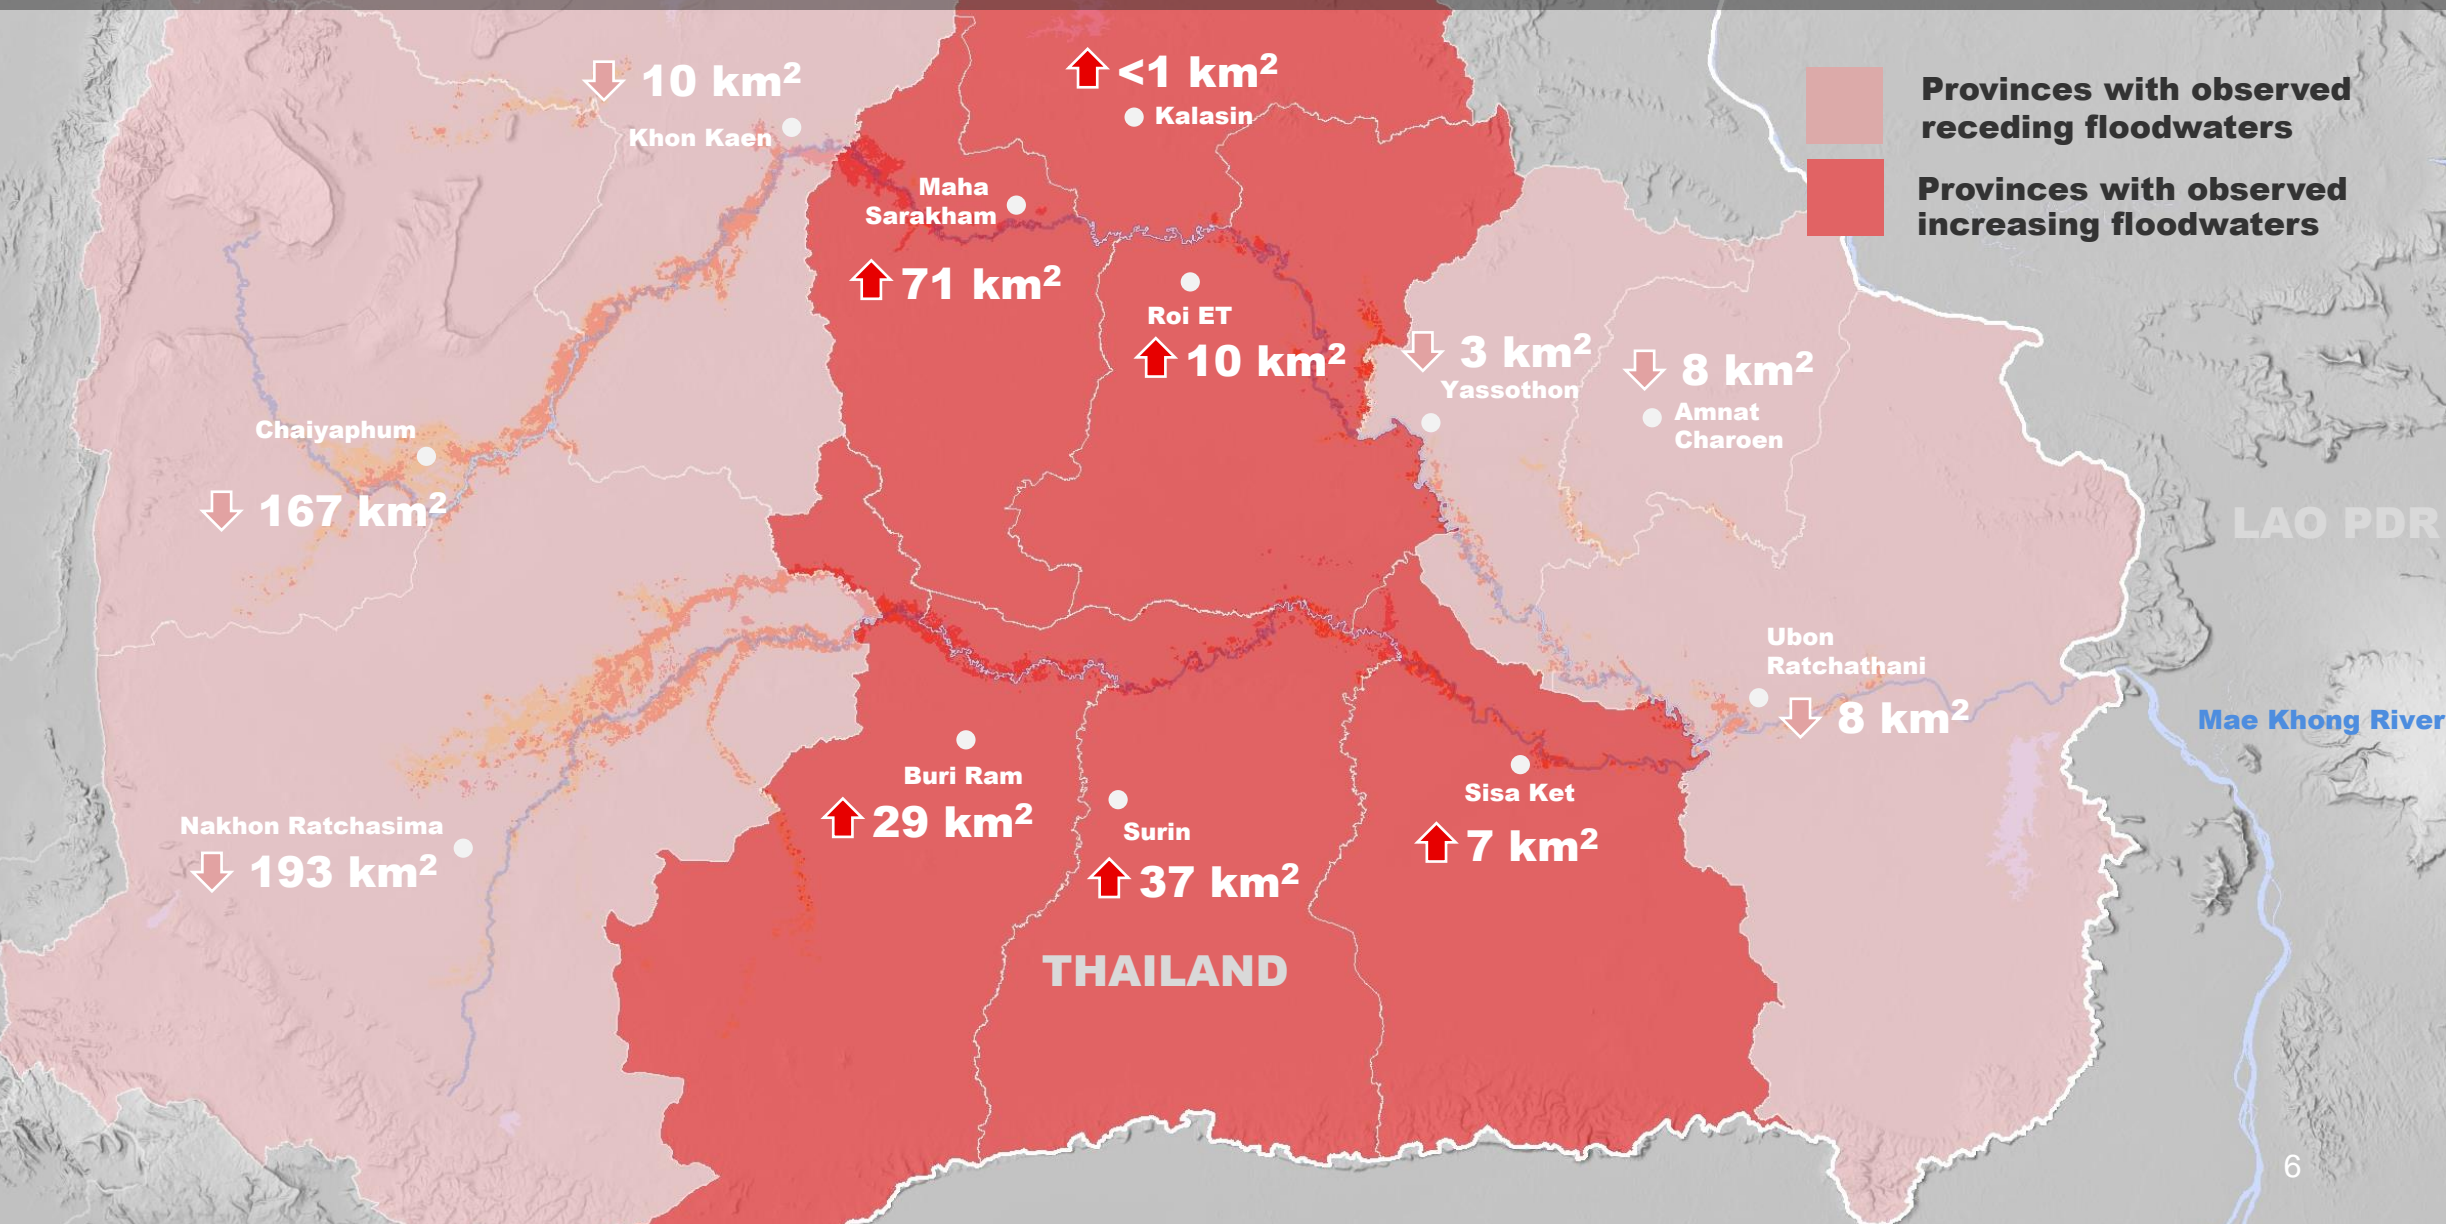 10 km²
Khon Kaen
<1 km²
Kalasin
Provinces with observed
receding floodwaters
Provinces with observed
increasing floodwaters
Maha
Sarakham
71 km²
Roi ET
10 km²
3 km²
Yassothon
8 km²
Amnat
Charoen
Chaiyaphum
167 km²
LAO PDR
Ubon
Ratchathani
8 km²
Mae Khong River
Buri Ram
29 km²
Surin
37 km²
Sisa Ket
7 km²
Nakhon Ratchasima
193 km²
THAILAND
6